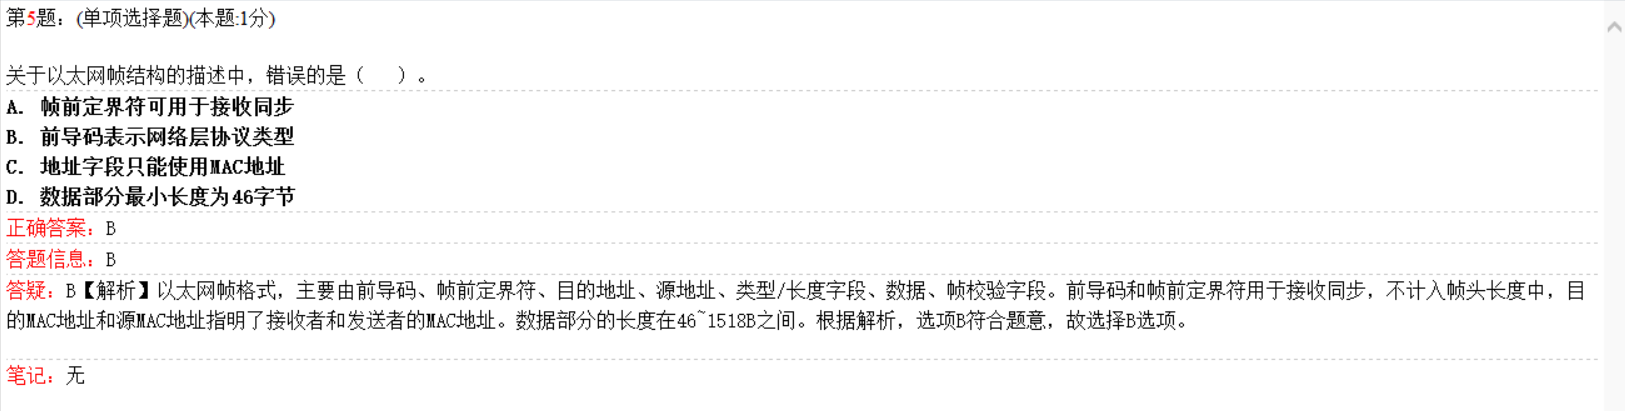 第5题：(单项选择题)(本题:1分)
关于以太网帧结构的描述中，错误的是（  ）。
A. 帧前定界符可用于接收同步
B. 前导码表示网络层协议类型
C. 地址字段只能使用MAC地址
D. 数据部分最小长度为46字节
正确答案：B
答题信息：B
答疑：B【解析】以太网帧格式，主要由前导码、帧前定界符、目的地址、源地址、类型/长度字段、数据、帧校验字段。前导码和帧前定界符用于接收同步，不计入帧头长度中，目
的MAC地址和源MAC地址指明了接收者和发送者的MAC地址。数据部分的长度在46~1518B之间。根据解析，选项B符合题意，故选择B选项。
笔记：无